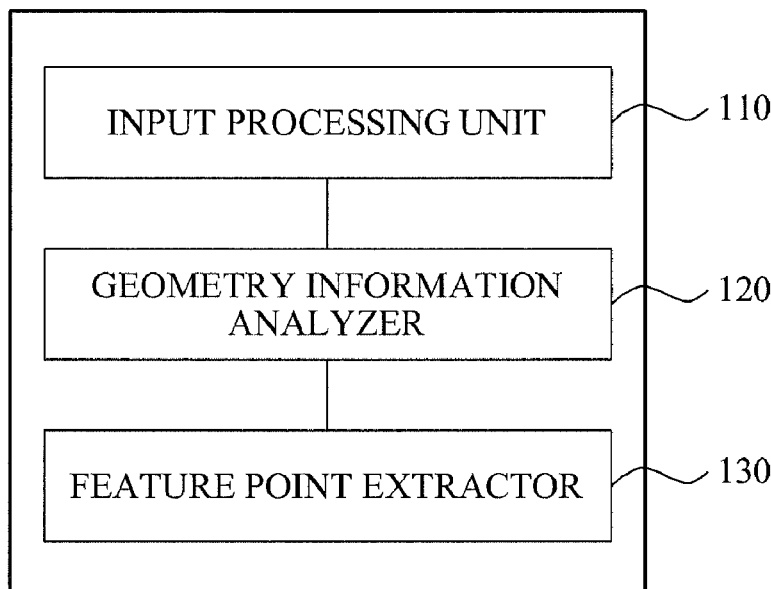 INPUT PROCESSING UNIT
110
GEOMETRY INFORMATION
ANALYZER
120
FEATURE POINT EXTRACTOR
130